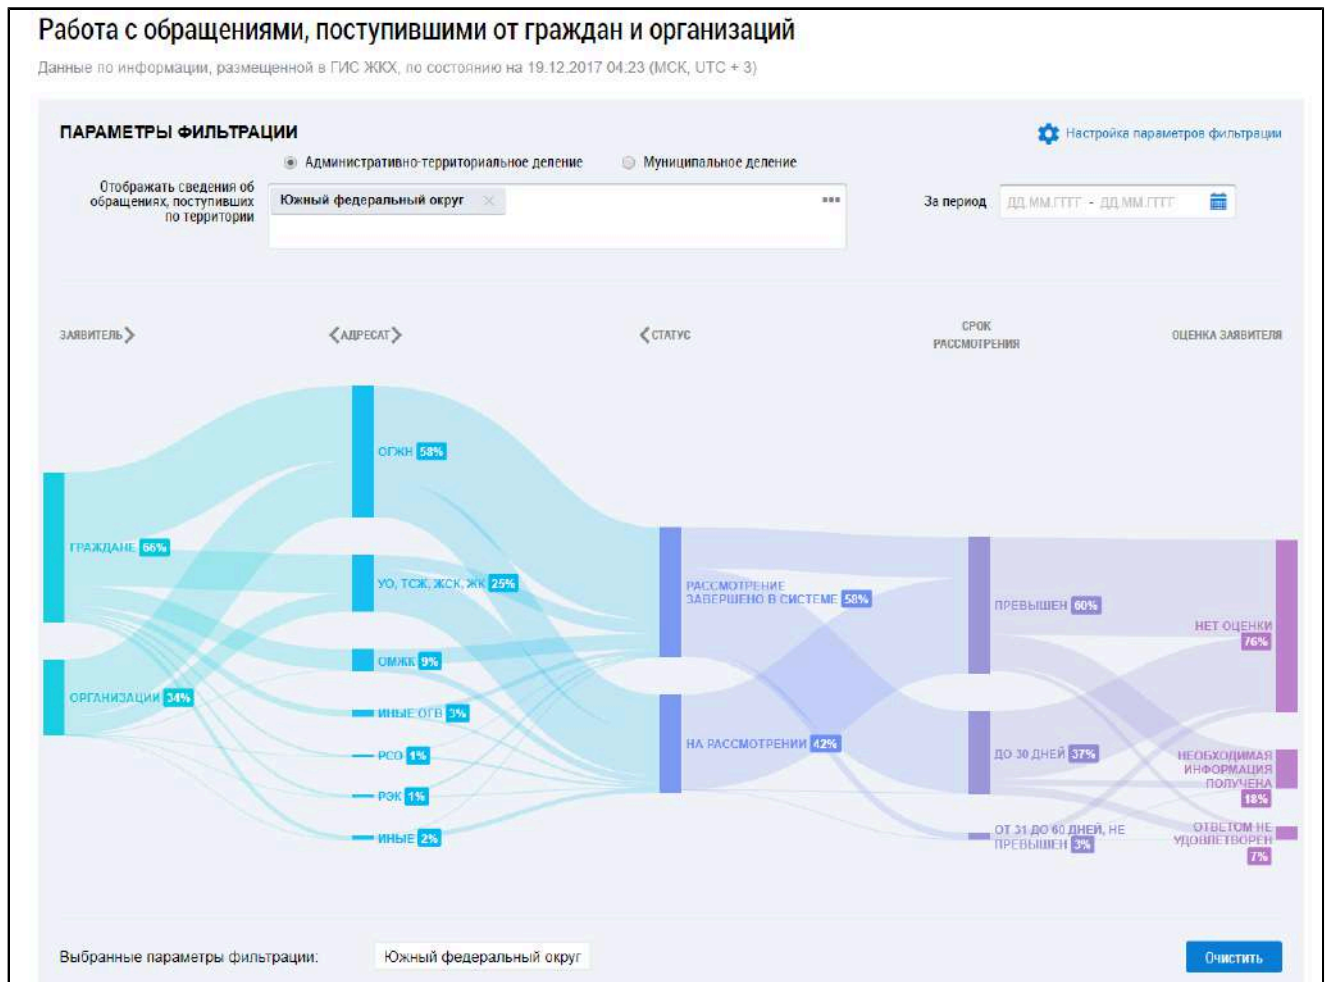 Работа с обращениями, поступившими от граждан и организаций
Данные по информации, размещенной в ГИС ЖКХ, по состоянию на 19.12.2017 04:23 (МСК, UTC + 3)
ПАРАМЕТРЫ ФИЛЬТРАЦИИ
Настройка параметров фильтрации
Административно-территориальное деление
Муниципальное деление
Отображать сведения об
обращениях, поступивших
по территории
Южный федеральный округ
За период
ДД.ММ.ГГГГ - ДД.ММ.ГГГГ
ЗАЯВИТЕЛЬ
АДРЕСАТ
СТАТУС
СРОК
РАССМОТРЕНИЯ
ОЦЕНКА ЗАЯВИТЕЛЯ
ГРАЖДАНЕ 66%
ОРГАНИЗАЦИИ 34%
ОГЖН 58%
УО, ТСЖ, ЖСК, ЖК 25%
ОМЖК 9%
ИНЫЕ ОГВ 3%
РСО 1%
РЭК 1%
ИНЫЕ 2%
РАССМОТРЕНИЕ
ЗАВЕРШЕНО В СИСТЕМЕ 58%
НА РАССМОТРЕНИИ 42%
ПРЕВЫШЕН 60%
ДО 30 ДНЕЙ 37%
ОТ 31 ДО 60 ДНЕЙ, НЕ
ПРЕВЫШЕН 3%
НЕТ ОЦЕНКИ
76%
НЕОБХОДИМАЯ
ИНФОРМАЦИЯ
ПОЛУЧЕНА
18%
ОТВЕТОМ НЕ
УДОВЛЕТВОРЕН
7%
Выбранные параметры фильтрации:
Южный федеральный округ
Очистить